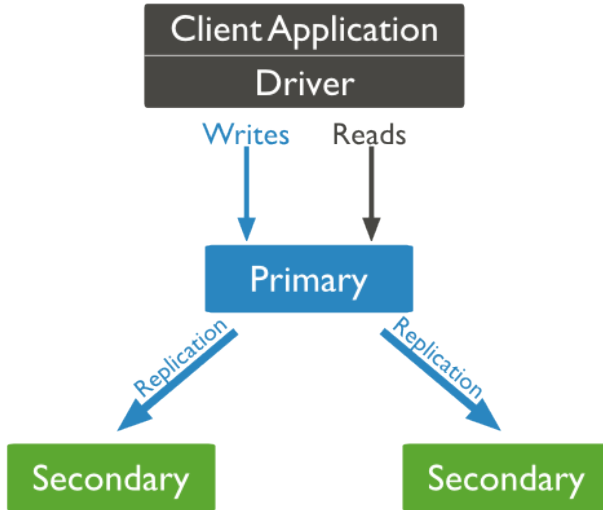 Client Application
Driver
Writes Reads
Primary
Replication Replication
Secondary Secondary